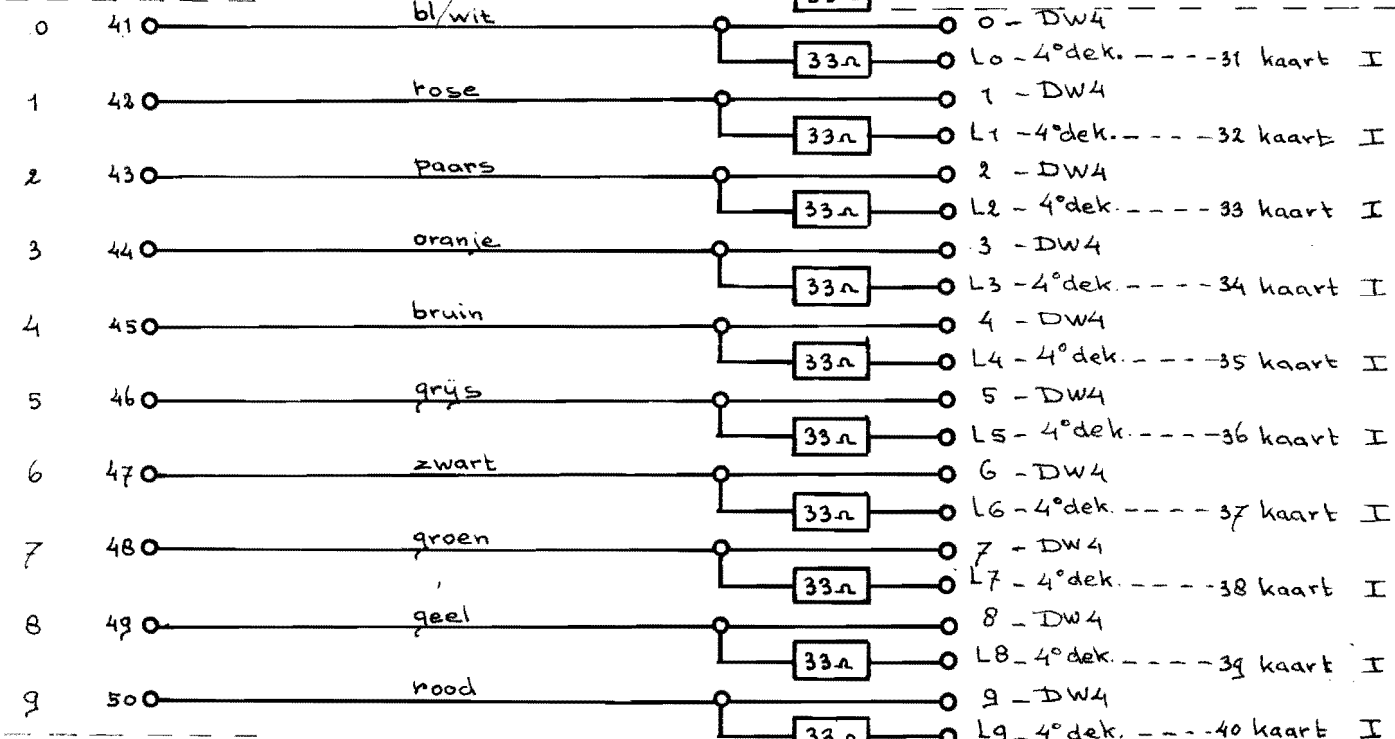 33Ω
0 41 bl/wit 0 - DW4
33Ω L0 - 4°dek. - - - - 31 kaart I
1 42 rose 1 - DW4
33Ω L1 - 4°dek. - - - - 32 kaart I
2 43 paars 2 - DW4
33Ω L2 - 4°dek. - - - - 33 kaart I
3 44 oranje 3 - DW4
33Ω L3 - 4°dek. - - - - 34 kaart I
4 45 bruin 4 - DW4
33Ω L4 - 4°dek. - - - - 35 kaart I
5 46 grijs 5 - DW4
33Ω L5 - 4°dek. - - - - 36 kaart I
6 47 zwart 6 - DW4
33Ω L6 - 4°dek. - - - - 37 kaart I
7 48 groen 7 - DW4
33Ω L7 - 4°dek. - - - - 38 kaart I
8 49 geel 8 - DW4
33Ω L8 - 4°dek. - - - - 39 kaart I
9 50 rood 9 - DW4
33Ω L9 - 4°dek. - - - - 40 kaart I